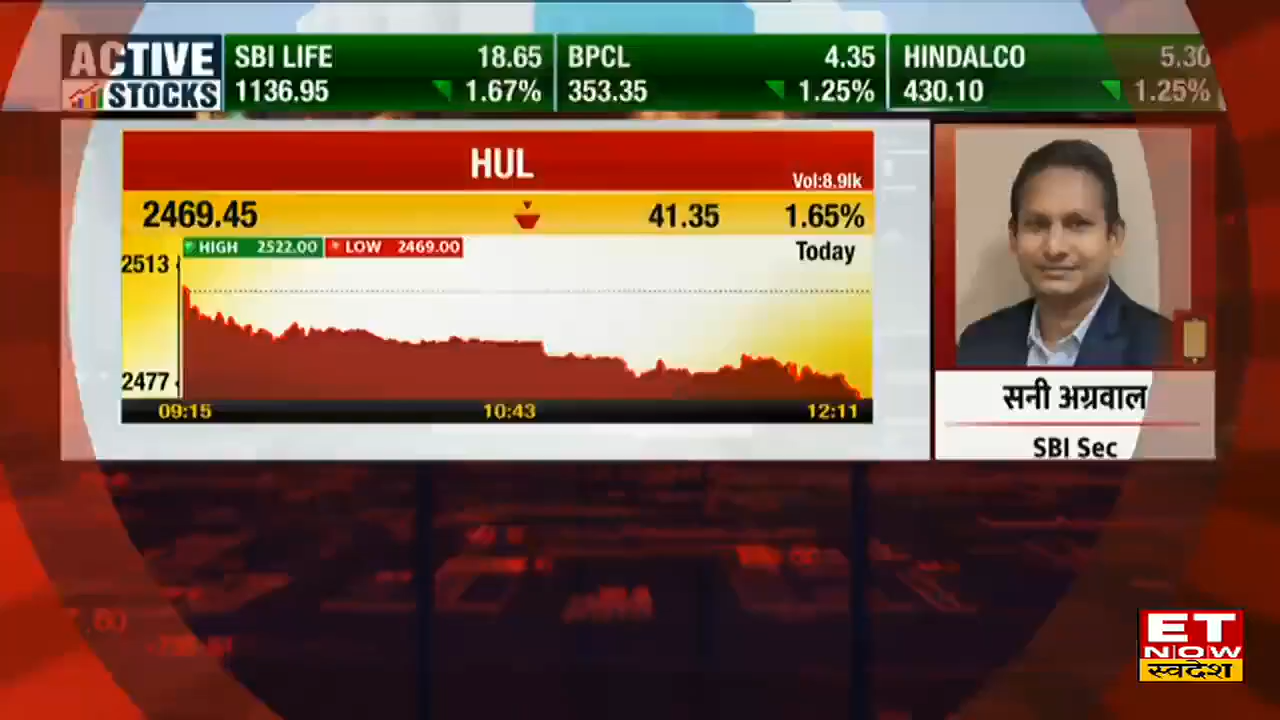 ACTIVE STOCKS
SBI LIFE 18.65
1136.95 1.67%
BPCL 4.35
353.35 1.25%
HINDALCO 5.30
430.10 1.25%
HUL
Vol:8.9lk
2469.45 41.35 1.65%
HIGH 2522.00 LOW 2469.00
Today
2513
2477
09:15 10:43 12:11
सनी अग्रवाल
SBI Sec
ET
NOW
स्वदेश